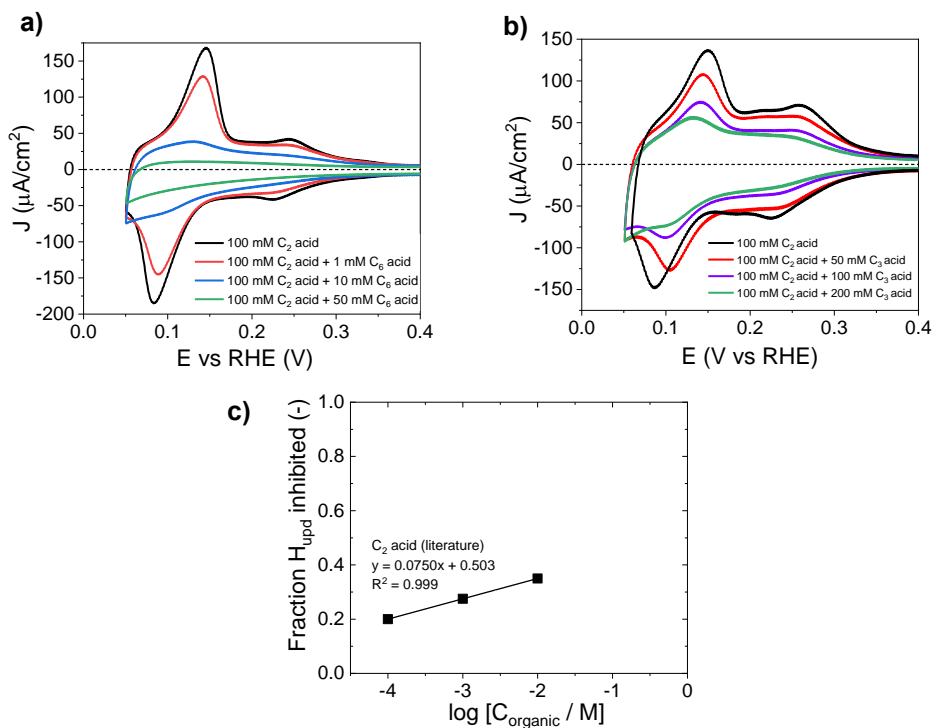 a)
J (µA/cm²)
150
100
50
0
-50
-100
-150
-200
100 mM C₂ acid
100 mM C₂ acid + 1 mM C₆ acid
100 mM C₂ acid + 10 mM C₆ acid
100 mM C₂ acid + 50 mM C₆ acid
0.0 0.1 0.2 0.3 0.4
E vs RHE (V)
b)
J (µA/cm²)
150
100
50
0
-50
-100
-150
100 mM C₂ acid
100 mM C₂ acid + 50 mM C₃ acid
100 mM C₂ acid + 100 mM C₃ acid
100 mM C₂ acid + 200 mM C₃ acid
0.0 0.1 0.2 0.3 0.4
E (V vs RHE)
c)
Fraction H_upd inhibited (-)
1.0
0.8
0.6
0.4
0.2
0.0
C₂ acid (literature)
y = 0.0750x + 0.503
R² = 0.999
-4 -3 -2 -1 0
log [C_organic / M]